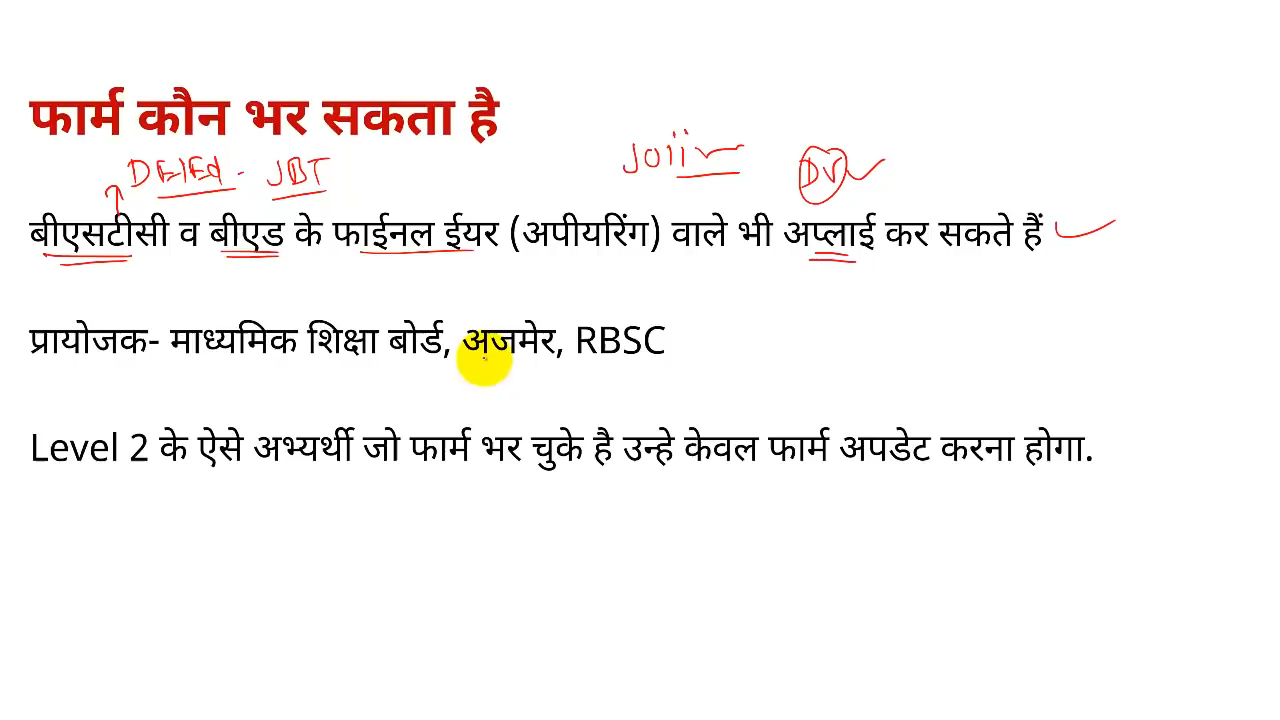 फार्म कौन भर सकता है
DElEd - JBT
Joii
DV
बीएसटीसी व बीएड के फाईनल ईयर (अपीयरिंग) वाले भी अप्लाई कर सकते हैं
प्रायोजक- माध्यमिक शिक्षा बोर्ड, अजमेर, RBSC
Level 2 के ऐसे अभ्यर्थी जो फार्म भर चुके है उन्हे केवल फार्म अपडेट करना होगा.